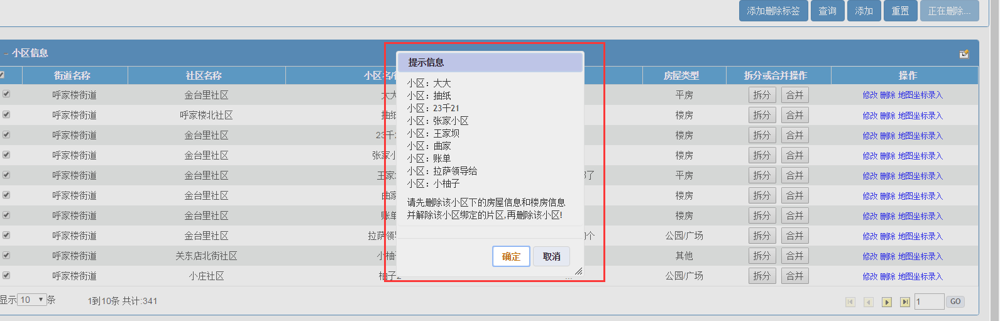 添加删除标签 查询 添加 重置 正在删除...
小区信息
街道名称 社区名称 小区名/ 房屋类型 拆分或合并操作 操作
提示信息
小区：大大
小区：抽纸
小区：23千21
小区：张家小区
小区：王家坝
小区：曲家
小区：账单
小区：拉萨领导给
小区：小柚子
请先删除该小区下的房屋信息和楼房信息
并解除该小区绑定的片区,再删除该小区!
确定 取消
呼家楼街道 金台里社区 大大 平房 拆分 合并 修改 删除 地图坐标录入
呼家楼街道 呼家楼北社区 抽纸 楼房 拆分 合并 修改 删除 地图坐标录入
呼家楼街道 金台里社区 23千 楼房 拆分 合并 修改 删除 地图坐标录入
呼家楼街道 金台里社区 张家小 楼房 拆分 合并 修改 删除 地图坐标录入
呼家楼街道 金台里社区 王家 了 平房 拆分 合并 修改 删除 地图坐标录入
呼家楼街道 金台里社区 曲家 楼房 拆分 合并 修改 删除 地图坐标录入
呼家楼街道 金台里社区 账单 楼房 拆分 合并 修改 删除 地图坐标录入
呼家楼街道 金台里社区 拉萨领 个 公园/广场 拆分 合并 修改 删除 地图坐标录入
呼家楼街道 关东店北街社区 小柚 其他 拆分 合并 修改 删除 地图坐标录入
呼家楼街道 小庄社区 柚子2 ... 公园/广场 拆分 合并 修改 删除 地图坐标录入
显示 10 条 1到10条 共计:341 1 GO